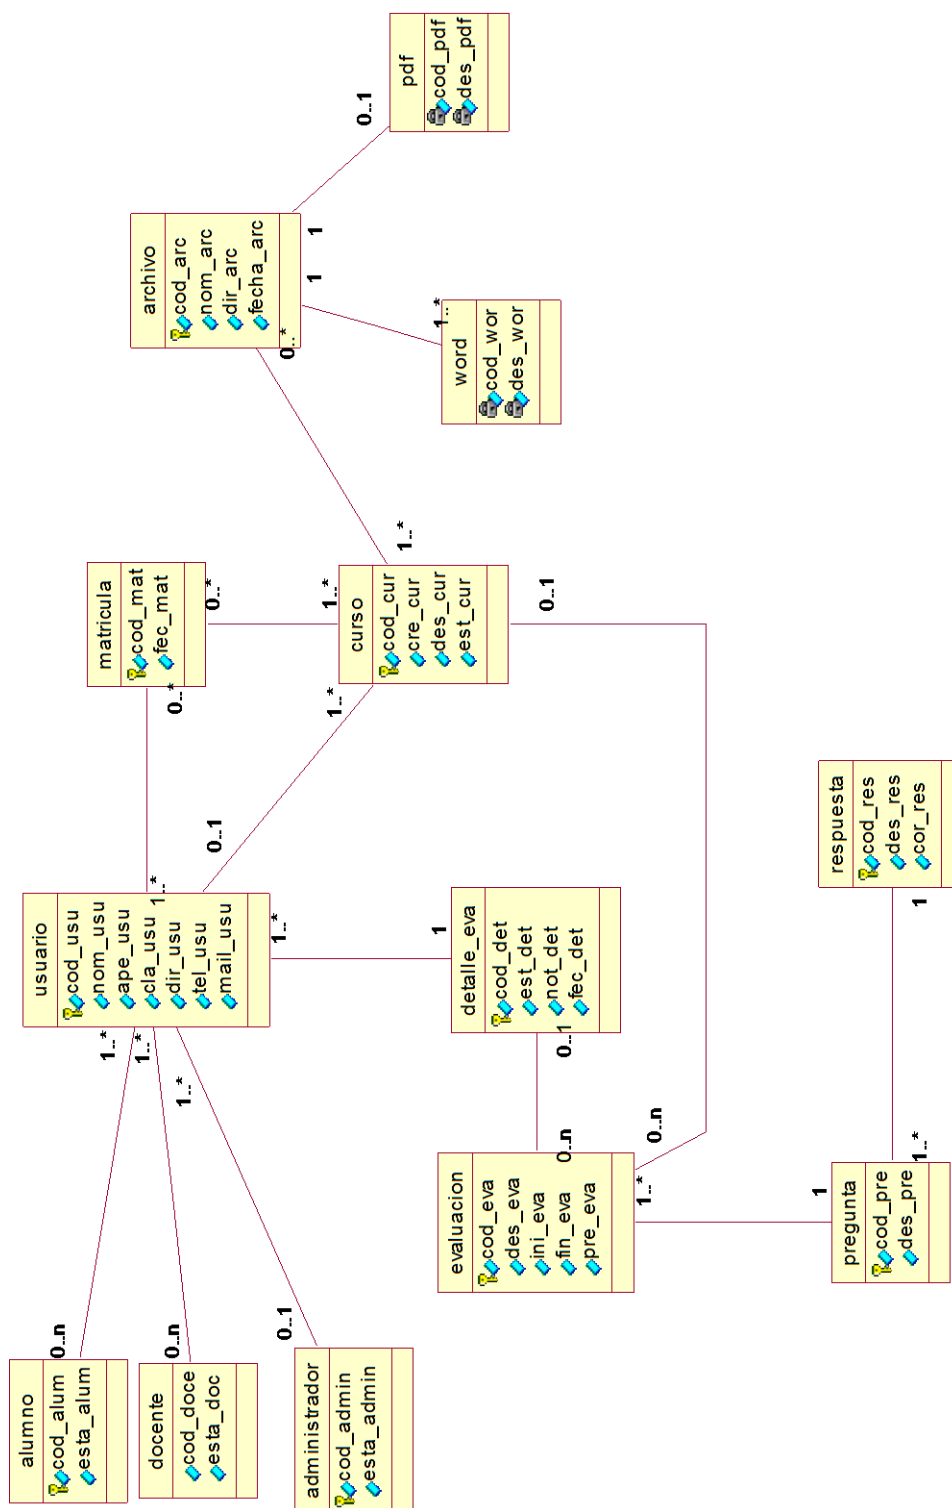 alumno
cod_alum
esta_alum
0..n
docente
cod_doce
esta_doc
0..n
administrador
cod_admin
esta_admin
0..1
usuario
cod_usu
nom_usu
ape_usu
cla_usu
dir_usu
tel_usu
mail_usu
1..*
1..*
1..*
1..*
0..1
1..*
matricula
cod_mat
fec_mat
0..*
0..*
curso
cod_cur
cre_cur
des_cur
est_cur
1..*
1..*
1..*
0..1
archivo
cod_arc
nom_arc
dir_arc
fecha_arc
0..*
1
1
pdf
cod_pdf
des_pdf
0..1
word
cod_wor
des_wor
1..*
detalle_eva
cod_det
est_det
not_det
fec_det
1
0..1
evaluacion
cod_eva
des_eva
ini_eva
fin_eva
pre_eva
0..n
0..n
1..*
pregunta
cod_pre
des_pre
1
1..*
respuesta
cod_res
des_res
cor_res
1